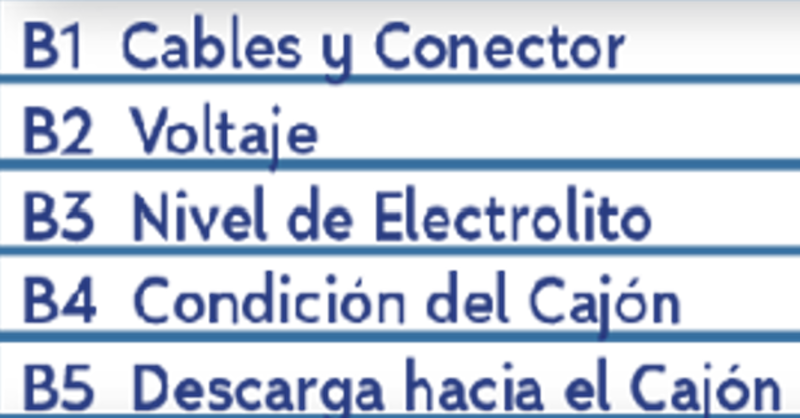 B1 Cables y Conector
B2 Voltaje
B3 Nivel de Electrolito
B4 Condición del Cajón
B5 Descarga hacia el Cajón